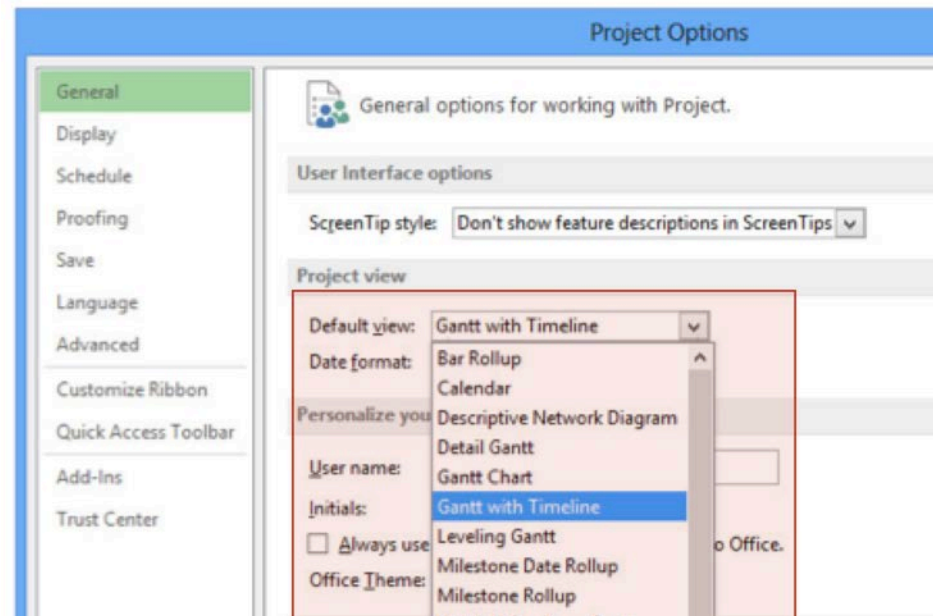 Project Options
General
Display
Schedule
Proofing
Save
Language
Advanced
Customize Ribbon
Quick Access Toolbar
Add-Ins
Trust Center
General options for working with Project.
User Interface options
ScreenTip style: Don't show feature descriptions in ScreenTips
Project view
Default view: Gantt with Timeline
Date format:
Bar Rollup
Calendar
Descriptive Network Diagram
Detail Gantt
Gantt Chart
Gantt with Timeline
Leveling Gantt
Milestone Date Rollup
Milestone Rollup
Personalize you
User name:
Initials:
Always use o Office.
Office Theme: